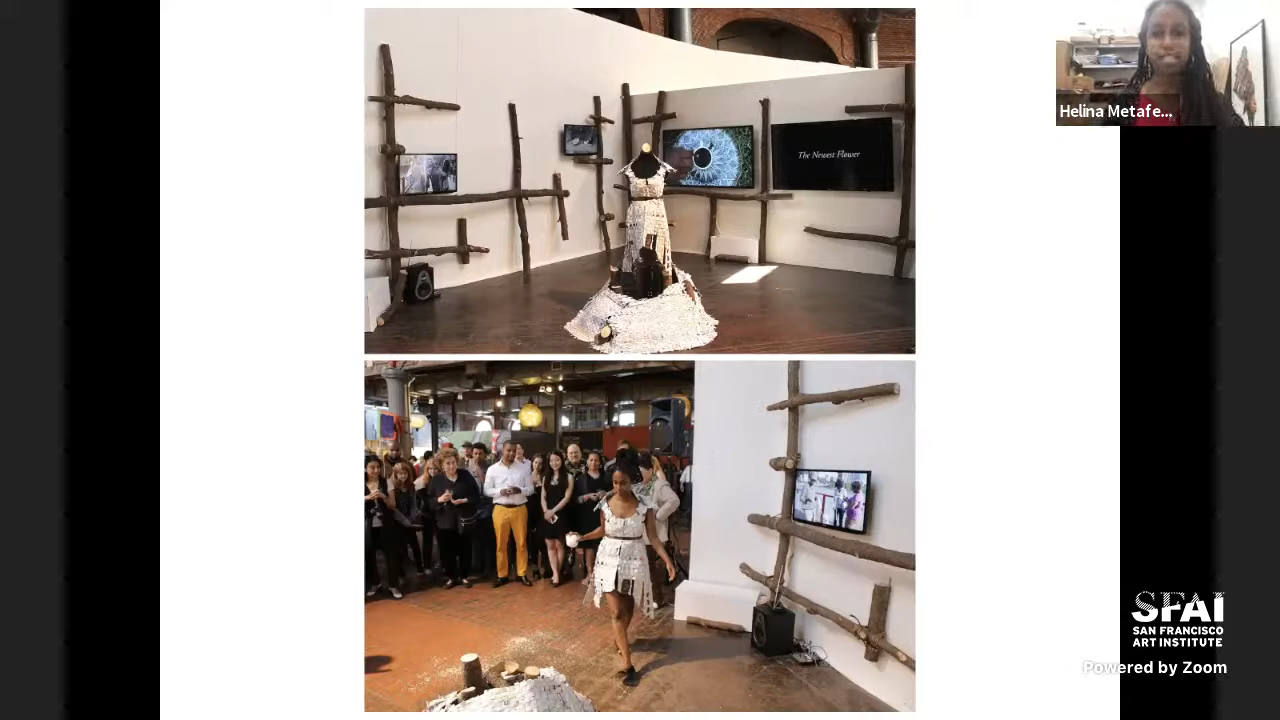 The Newest Flower
Helina Metafe...
SFAI
SAN FRANCISCO
ART INSTITUTE
Powered by Zoom